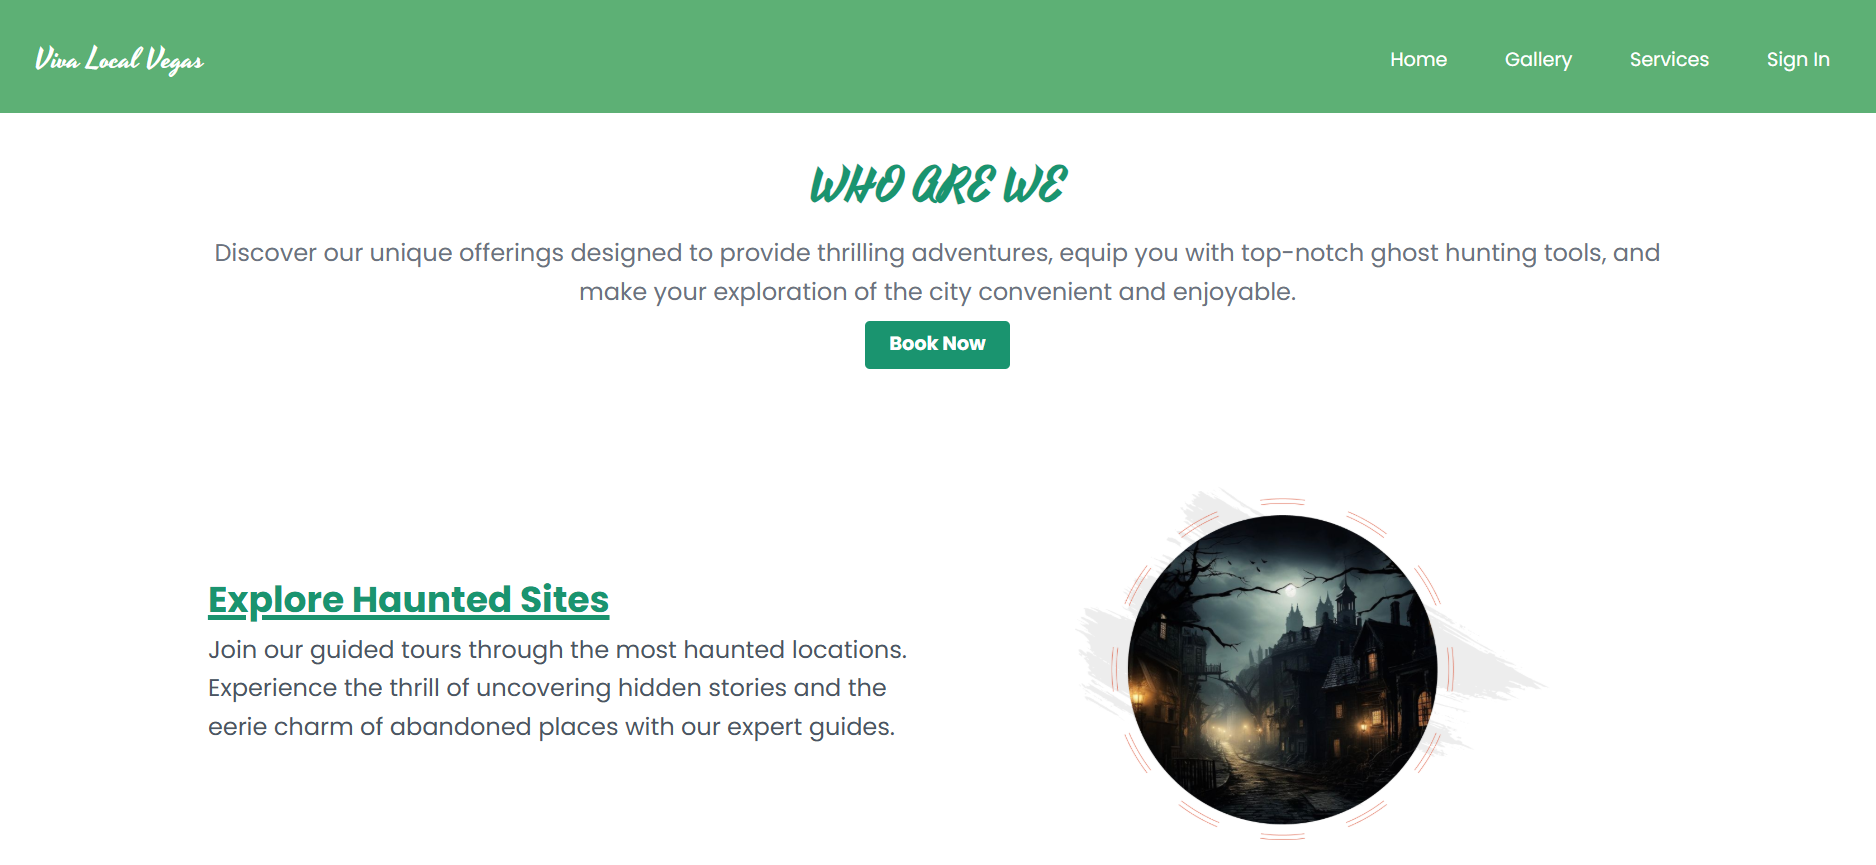 Viva Local Vegas
Home Gallery Services Sign In
WHO ARE WE
Discover our unique offerings designed to provide thrilling adventures, equip you with top-notch ghost hunting tools, and
make your exploration of the city convenient and enjoyable.
Book Now
Explore Haunted Sites
Join our guided tours through the most haunted locations.
Experience the thrill of uncovering hidden stories and the
eerie charm of abandoned places with our expert guides.